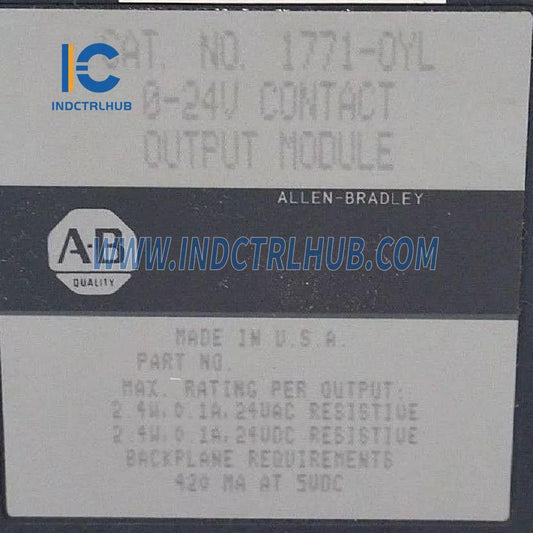 CAT. NO. 1771-OYL
INDCTRLHUB
0-24V CONTACT
OUTPUT MODULE
ALLEN-BRADLEY
A-B
QUALITY
WWW.INDCTRLHUB.COM
MADE IN U.S.A.
PART NO.
MAX. RATING PER OUTPUT:
2.4W, 0.1A, 24VAC RESISTIVE
2.4W, 0.1A, 24VDC RESISTIVE
BACKPLANE REQUIREMENTS
420 MA AT 5VDC